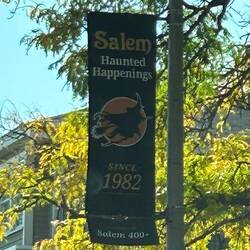 Salem
Haunted
Happenings
SINCE
1982
Salem 400+